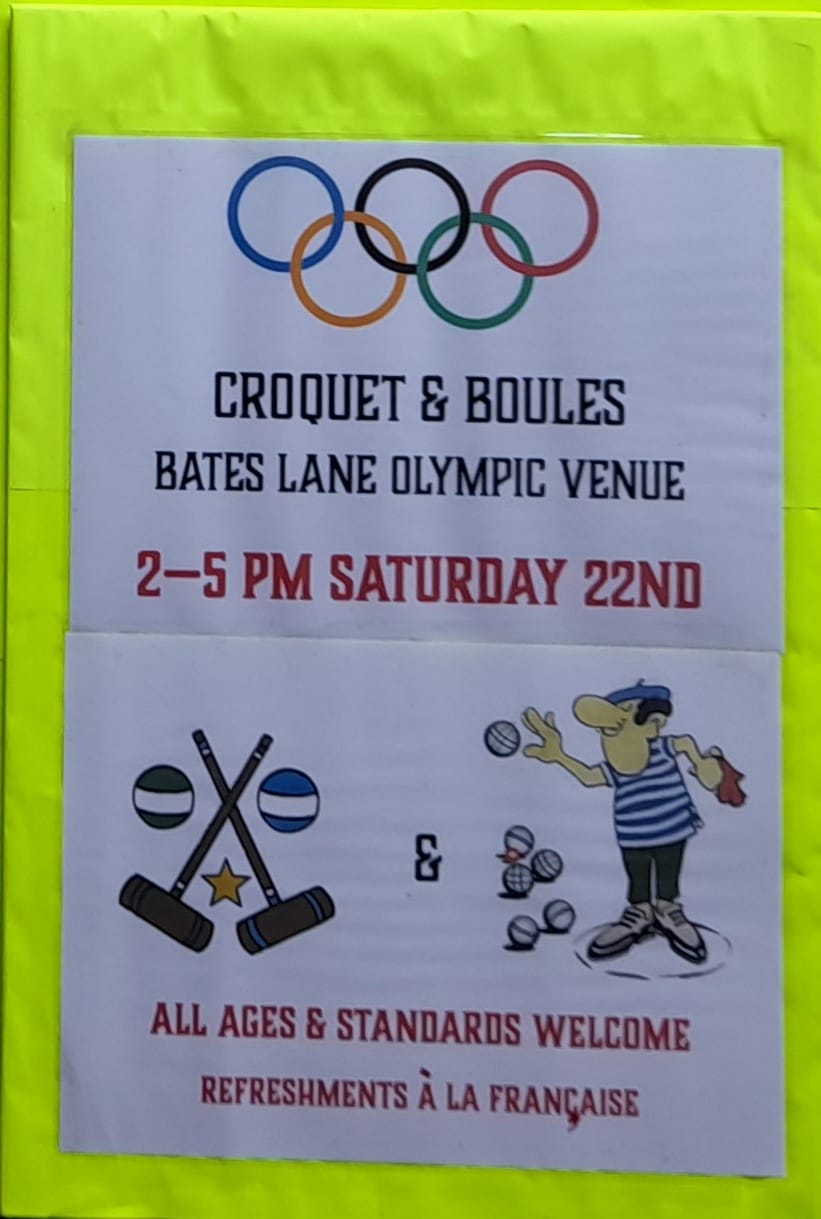 CROQUET & BOULES
BATES LANE OLYMPIC VENUE
2–5 PM SATURDAY 22ND
&
ALL AGES & STANDARDS WELCOME
REFRESHMENTS À LA FRANÇAISE